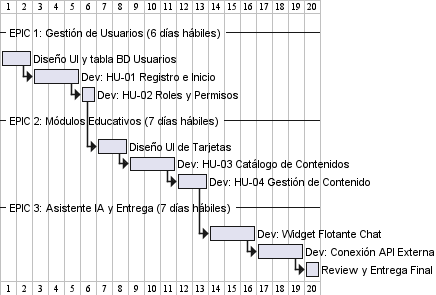 1 2 3 4 5 6 7 8 9 10 11 12 13 14 15 16 17 18 19 20
EPIC 1: Gestión de Usuarios (6 días hábiles)
Diseño UI y tabla BD Usuarios
Dev: HU-01 Registro e Inicio
Dev: HU-02 Roles y Permisos
EPIC 2: Módulos Educativos (7 días hábiles)
Diseño UI de Tarjetas
Dev: HU-03 Catálogo de Contenidos
Dev: HU-04 Gestión de Contenido
EPIC 3: Asistente IA y Entrega (7 días hábiles)
Dev: Widget Flotante Chat
Dev: Conexión API Externa
Review y Entrega Final
1 2 3 4 5 6 7 8 9 10 11 12 13 14 15 16 17 18 19 20